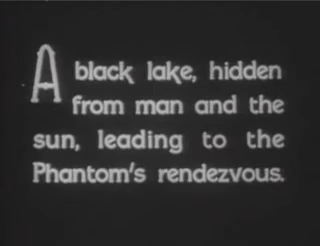 A black lake, hidden
from man and the
sun, leading to the
Phantom's rendezvous.